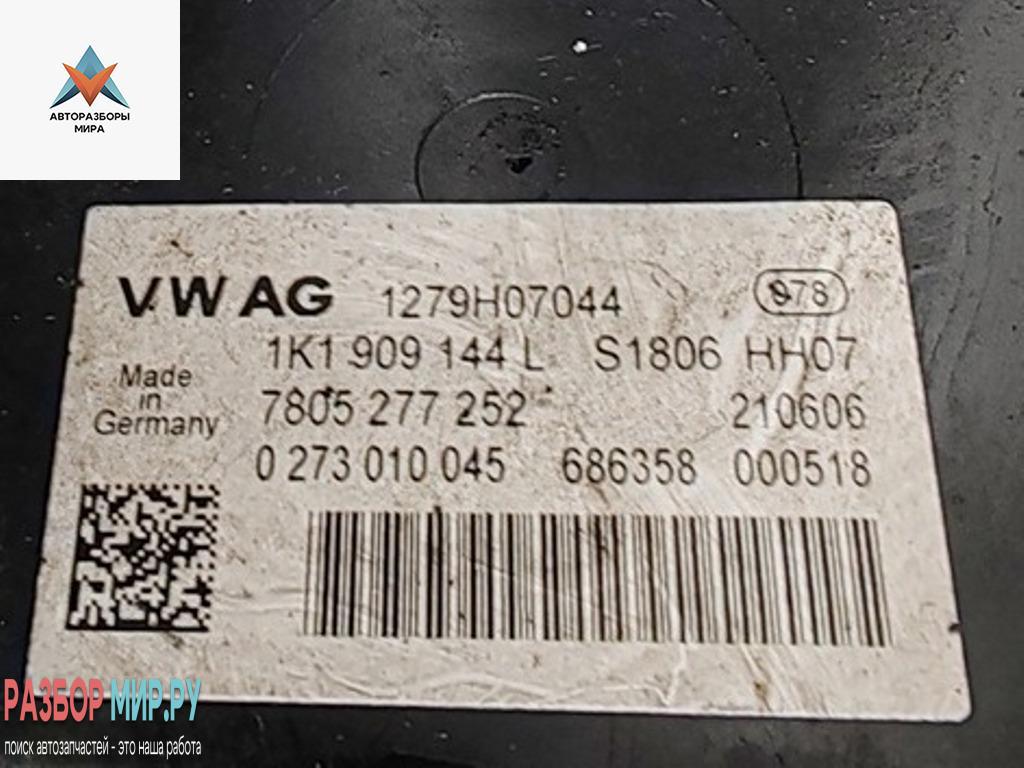 АВТОРАЗБОРЫ
МИРА
VW AG 1279H07044 978
1K1 909 144 L S1806 HH07
Made in Germany
7805 277 252 210606
0 273 010 045 686358 000518
РАЗБОР МИР.РУ
поиск автозапчастей - это наша работа